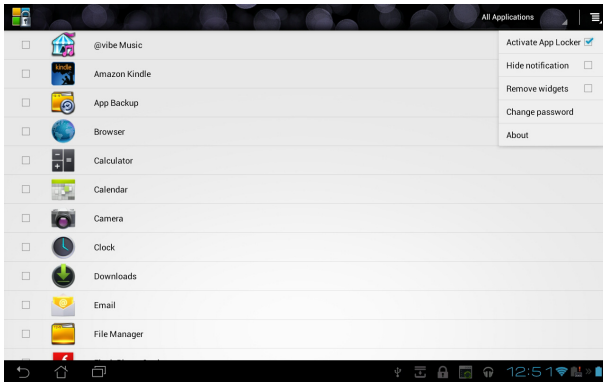 All Applications
Activate App Locker
Hide notification
Remove widgets
Change password
About
@vibe Music
kindle
Amazon Kindle
App Backup
Browser
Calculator
Calendar
Camera
Clock
Downloads
Email
File Manager
12:51